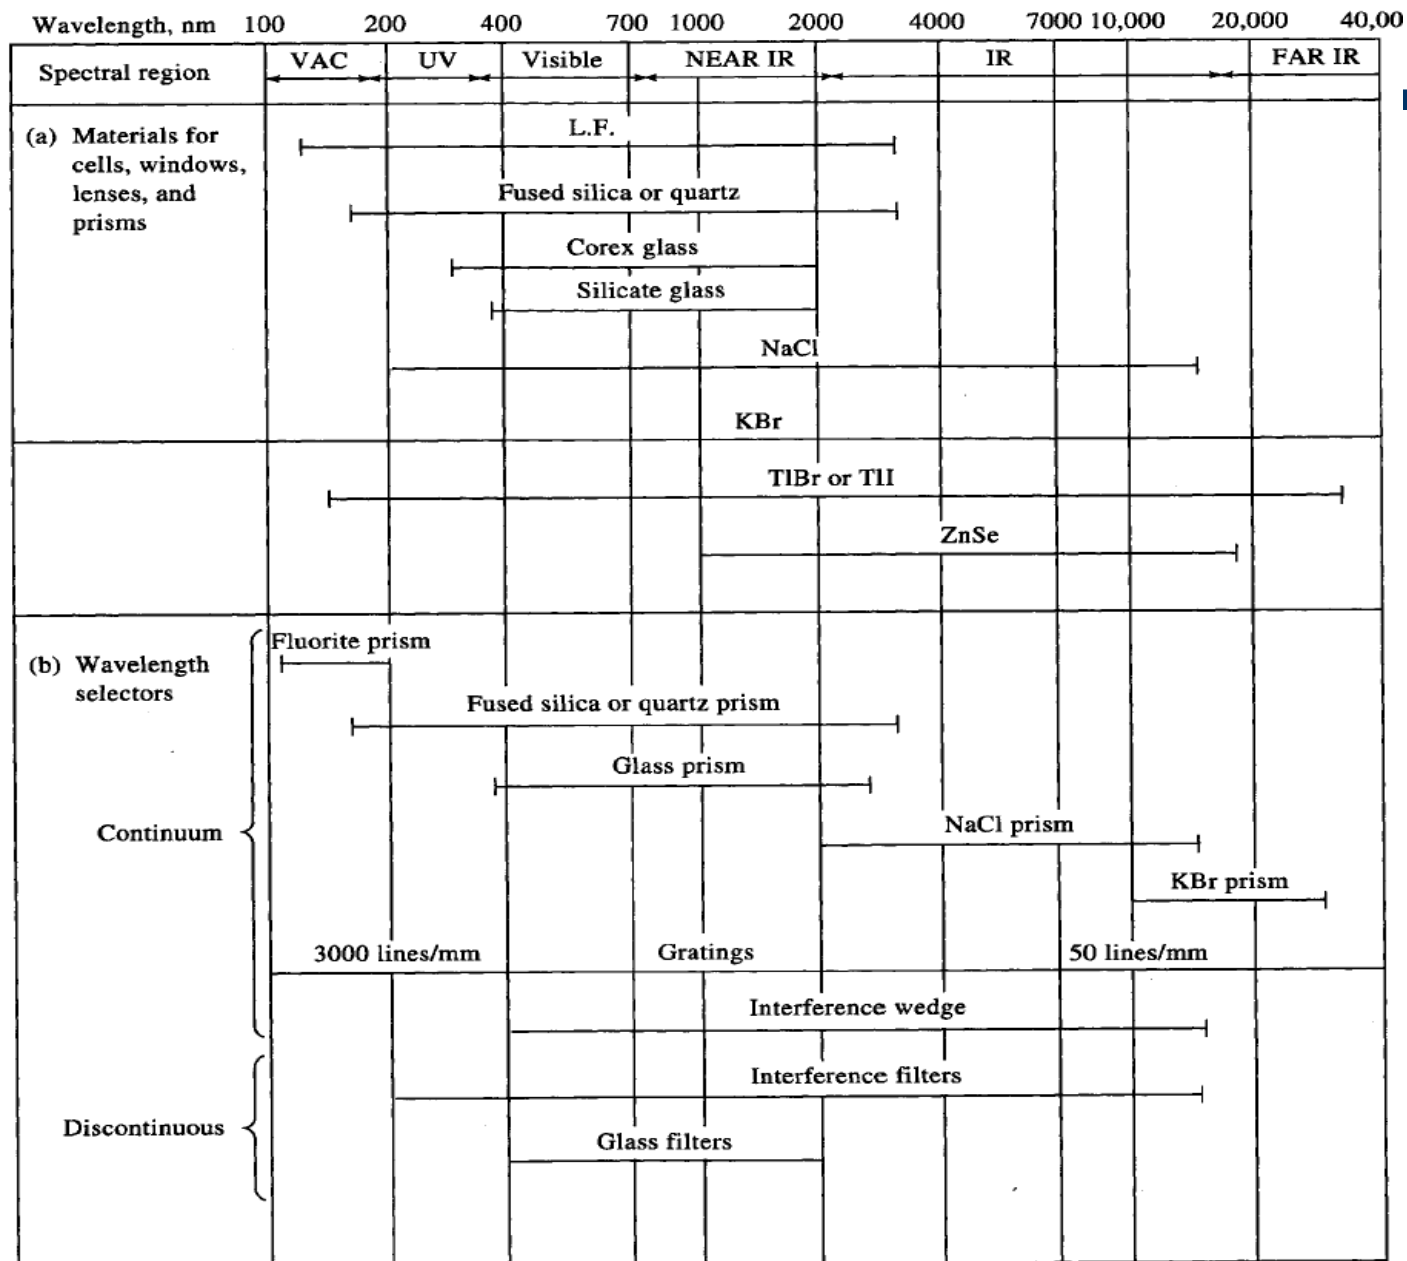 Wavelength, nm 100 200 400 700 1000 2000 4000 7000 10,000 20,000 40,00
Spectral region VAC UV Visible NEAR IR IR FAR IR
(a) Materials for
cells, windows,
lenses, and
prisms
L.F.
Fused silica or quartz
Corex glass
Silicate glass
NaCl
KBr
TlBr or TlI
ZnSe
(b) Wavelength
selectors
Fluorite prism
Fused silica or quartz prism
Glass prism
Continuum
NaCl prism
KBr prism
3000 lines/mm Gratings 50 lines/mm
Interference wedge
Interference filters
Discontinuous
Glass filters